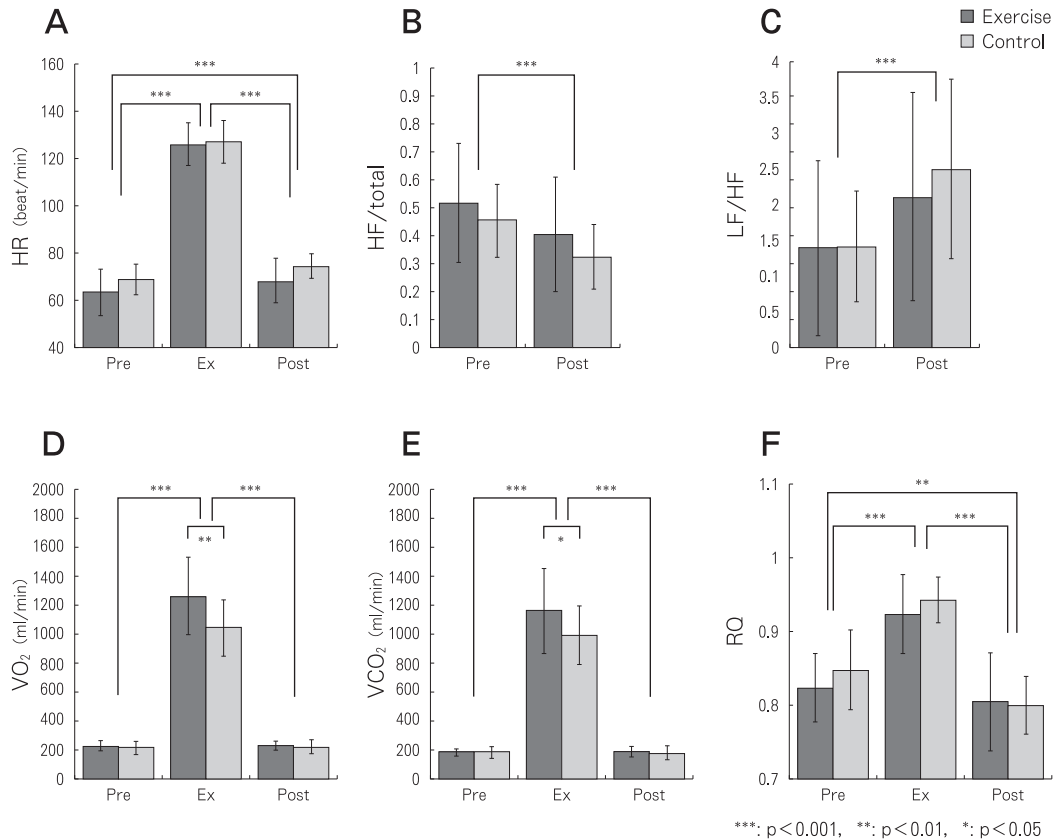 A
B
C
Exercise
Control
HR (beat/min)
160
140
120
100
80
60
40
***
***
***
Pre
Ex
Post
HF/total
1
0.9
0.8
0.7
0.6
0.5
0.4
0.3
0.2
0.1
0
***
Pre
Post
LF/HF
4
3.5
3
2.5
2
1.5
0.1
0.5
0
***
Pre
Post
D
E
F
VO₂ (ml/min)
2000
1800
1600
1400
1200
1000
800
600
400
200
0
***
***
**
Pre
Ex
Post
VCO₂ (ml/min)
2000
1800
1600
1400
1200
1000
800
600
400
200
0
***
***
*
Pre
Ex
Post
RQ
1.1
1
0.9
0.8
0.7
**
***
***
Pre
Ex
Post
***: p<0.001, **: p<0.01, *: p<0.05